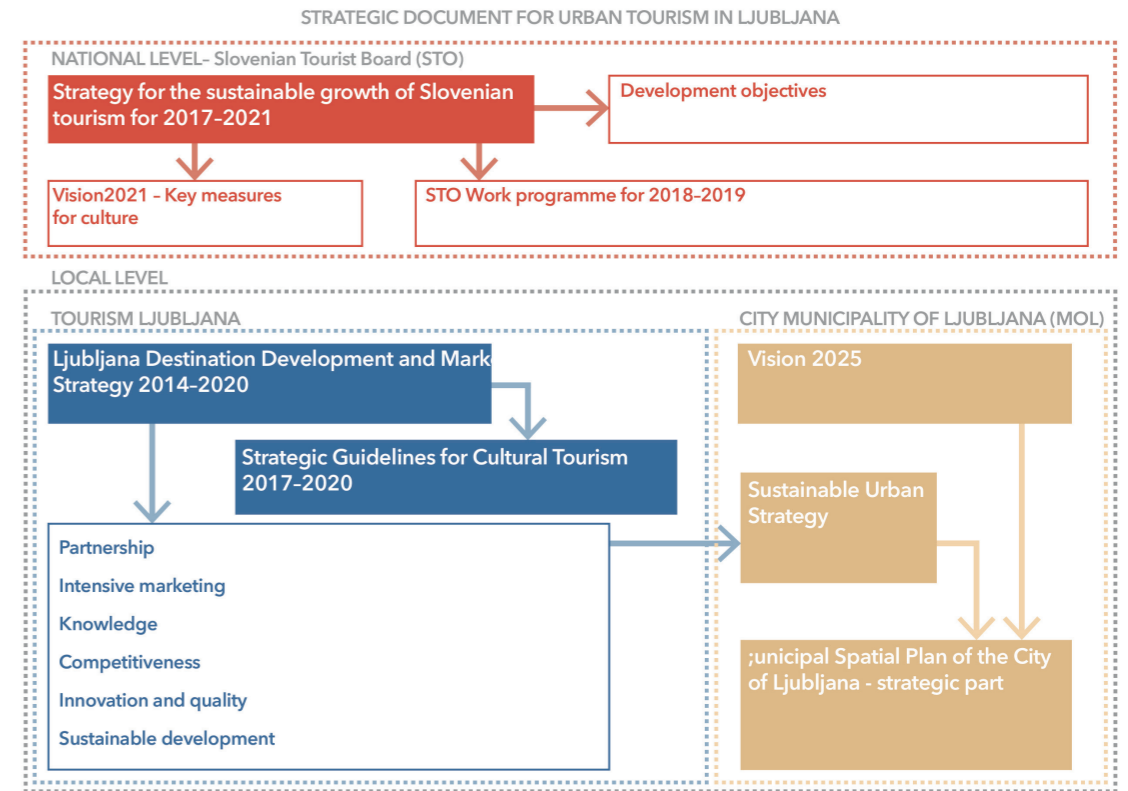 STRATEGIC DOCUMENT FOR URBAN TOURISM IN LJUBLJANA
NATIONAL LEVEL– Slovenian Tourist Board (STO)
Strategy for the sustainable growth of Slovenian
tourism for 2017–2021
Development objectives
Vision2021 – Key measures
for culture
STO Work programme for 2018–2019
LOCAL LEVEL
TOURISM LJUBLJANA
Ljubljana Destination Development and Mark
Strategy 2014–2020
Strategic Guidelines for Cultural Tourism
2017–2020
Partnership
Intensive marketing
Knowledge
Competitiveness
Innovation and quality
Sustainable development
CITY MUNICIPALITY OF LJUBLJANA (MOL)
Vision 2025
Sustainable Urban
Strategy
;unicipal Spatial Plan of the City
of Ljubljana - strategic part